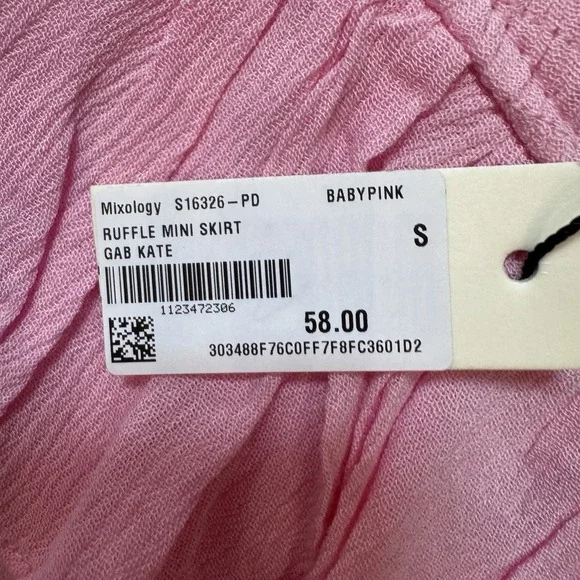 Mixology S16326-PD BABYPINK
RUFFLE MINI SKIRT
GAB KATE
S
1123472306
58.00
303488F76C0FF7F8FC3601D2